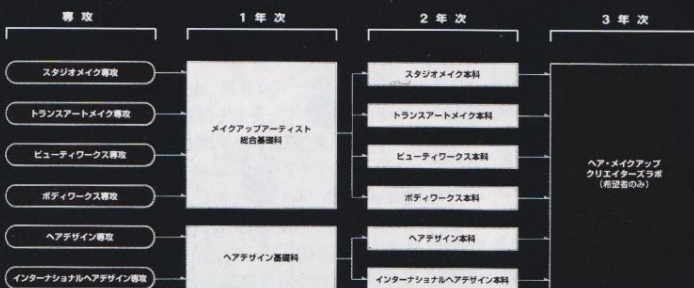 専攻
1年次
2年次
3年次
スタジオメイク専攻
トランスアートメイク専攻
ビューティワークス専攻
ボディワークス専攻
ヘアデザイン専攻
インターナショナルヘアデザイン専攻
メイクアップアーティスト
総合基礎科
ヘアデザイン基礎科
スタジオメイク本科
トランスアートメイク本科
ビューティワークス本科
ボディワークス本科
ヘアデザイン本科
インターナショナルヘアデザイン本科
ヘア・メイクアップ
クリエイターズラボ
(希望者のみ)